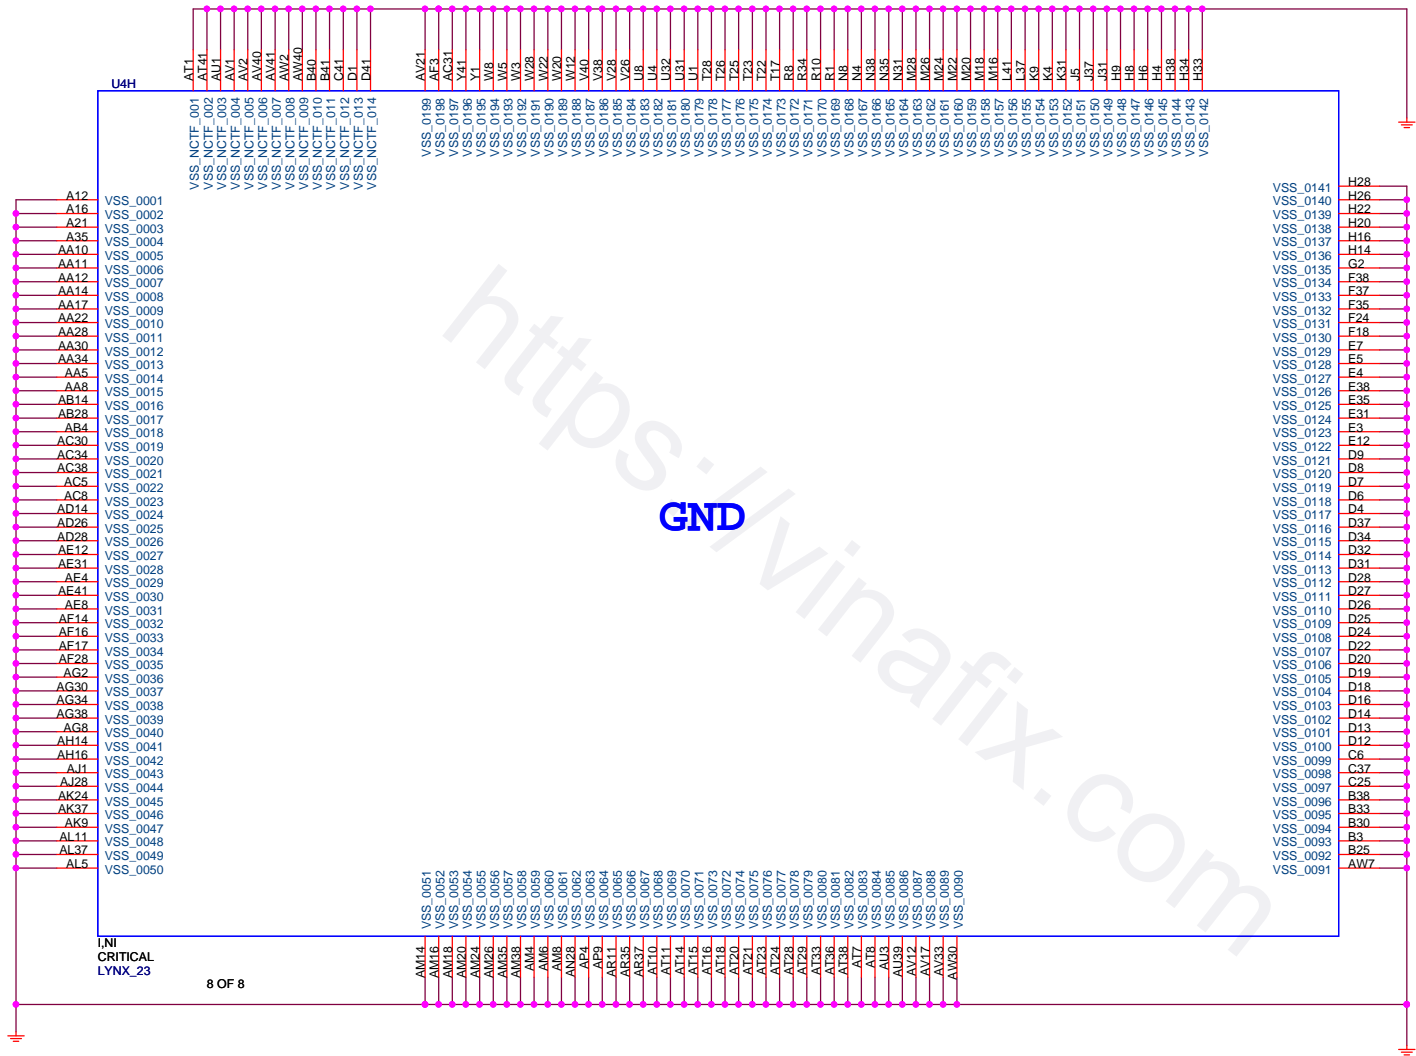 AT1 AT41 AU1 AV1 AV2 AV40 AV41 AW2 AW40 B40 B41 C41 D1 D41
AV21 AE3 AC31 Y41 Y1 W8 W5 W3 W28 W22 W20 W12 V40 V38 V28 V26 U8 U4 U32 U31 U1 T28 T26 T25 T23 T22 T17 R8 R34 R10 R1 N8 N4 N38 N35 N31 M28 M26 M24 M22 M20 M18 M16 L41 L37 K9 K4 K31 J5 J37 J31 H9 H8 H6 H4 H38 H34 H33
U4H
VSS_NCTF_001 VSS_NCTF_002 VSS_NCTF_003 VSS_NCTF_004 VSS_NCTF_005 VSS_NCTF_006 VSS_NCTF_007 VSS_NCTF_008 VSS_NCTF_009 VSS_NCTF_010 VSS_NCTF_011 VSS_NCTF_012 VSS_NCTF_013 VSS_NCTF_014
VSS_0199 VSS_0198 VSS_0197 VSS_0196 VSS_0195 VSS_0194 VSS_0193 VSS_0192 VSS_0191 VSS_0190 VSS_0189 VSS_0188 VSS_0187 VSS_0186 VSS_0185 VSS_0184 VSS_0183 VSS_0182 VSS_0181 VSS_0180 VSS_0179 VSS_0178 VSS_0177 VSS_0176 VSS_0175 VSS_0174 VSS_0173 VSS_0172 VSS_0171 VSS_0170 VSS_0169 VSS_0168 VSS_0167 VSS_0166 VSS_0165 VSS_0164 VSS_0163 VSS_0162 VSS_0161 VSS_0160 VSS_0159 VSS_0158 VSS_0157 VSS_0156 VSS_0155 VSS_0154 VSS_0153 VSS_0152 VSS_0151 VSS_0150 VSS_0149 VSS_0148 VSS_0147 VSS_0146 VSS_0145 VSS_0144 VSS_0143 VSS_0142
A12 VSS_0001
A16 VSS_0002
A21 VSS_0003
A35 VSS_0004
AA10 VSS_0005
AA11 VSS_0006
AA12 VSS_0007
AA14 VSS_0008
AA17 VSS_0009
AA22 VSS_0010
AA28 VSS_0011
AA30 VSS_0012
AA34 VSS_0013
AA5 VSS_0014
AA8 VSS_0015
AB14 VSS_0016
AB28 VSS_0017
AB4 VSS_0018
AC30 VSS_0019
AC34 VSS_0020
AC38 VSS_0021
AC5 VSS_0022
AC8 VSS_0023
AD14 VSS_0024
AD26 VSS_0025
AD28 VSS_0026
AE12 VSS_0027
AE31 VSS_0028
AE4 VSS_0029
AE41 VSS_0030
AE8 VSS_0031
AF14 VSS_0032
AF16 VSS_0033
AF17 VSS_0034
AF28 VSS_0035
AG2 VSS_0036
AG30 VSS_0037
AG34 VSS_0038
AG38 VSS_0039
AG8 VSS_0040
AH14 VSS_0041
AH16 VSS_0042
AJ1 VSS_0043
AJ28 VSS_0044
AK24 VSS_0045
AK37 VSS_0046
AK9 VSS_0047
AL11 VSS_0048
AL37 VSS_0049
AL5 VSS_0050
https://vinafix.com
GND
VSS_0141 H28
VSS_0140 H26
VSS_0139 H22
VSS_0138 H20
VSS_0137 H16
VSS_0136 H14
VSS_0135 G2
VSS_0134 F38
VSS_0133 F37
VSS_0132 F35
VSS_0131 F24
VSS_0130 F18
VSS_0129 E7
VSS_0128 E5
VSS_0127 E4
VSS_0126 E38
VSS_0125 E35
VSS_0124 E31
VSS_0123 E3
VSS_0122 E12
VSS_0121 D9
VSS_0120 D8
VSS_0119 D7
VSS_0118 D6
VSS_0117 D4
VSS_0116 D37
VSS_0115 D34
VSS_0114 D32
VSS_0113 D31
VSS_0112 D28
VSS_0111 D27
VSS_0110 D26
VSS_0109 D25
VSS_0108 D24
VSS_0107 D22
VSS_0106 D20
VSS_0105 D19
VSS_0104 D18
VSS_0103 D16
VSS_0102 D14
VSS_0101 D13
VSS_0100 D12
VSS_0099 C6
VSS_0098 C37
VSS_0097 C25
VSS_0096 B38
VSS_0095 B33
VSS_0094 B30
VSS_0093 B3
VSS_0092 B25
VSS_0091 AW7
VSS_0051 VSS_0052 VSS_0053 VSS_0054 VSS_0055 VSS_0056 VSS_0057 VSS_0058 VSS_0059 VSS_0060 VSS_0061 VSS_0062 VSS_0063 VSS_0064 VSS_0065 VSS_0066 VSS_0067 VSS_0068 VSS_0069 VSS_0070 VSS_0071 VSS_0072 VSS_0073 VSS_0074 VSS_0075 VSS_0076 VSS_0077 VSS_0078 VSS_0079 VSS_0080 VSS_0081 VSS_0082 VSS_0083 VSS_0084 VSS_0085 VSS_0086 VSS_0087 VSS_0088 VSS_0089 VSS_0090
AM14 AM16 AM18 AM20 AM24 AM26 AM35 AM38 AM4 AM6 AM8 AN28 AP4 AP9 AR11 AR35 AR37 AT10 AT11 AT14 AT15 AT16 AT18 AT20 AT21 AT23 AT24 AT28 AT29 AT33 AT36 AT38 AT7 AT8 AU3 AU39 AV12 AV17 AV33 AW30
I,NI
CRITICAL
LYNX_23
8 OF 8